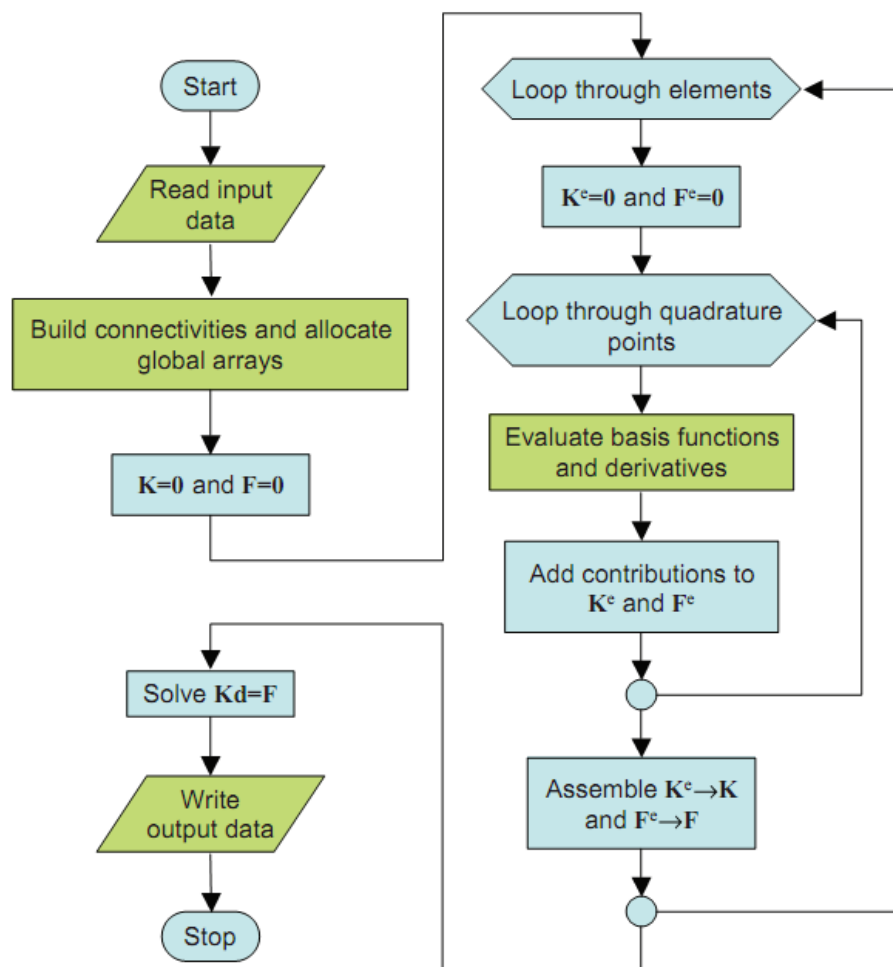 Start
Read input
data
Build connectivities and allocate
global arrays
K=0 and F=0
Loop through elements
Kᵉ=0 and Fᵉ=0
Loop through quadrature
points
Evaluate basis functions
and derivatives
Add contributions to
Kᵉ and Fᵉ
Assemble Kᵉ→K
and Fᵉ→F
Solve Kd=F
Write
output data
Stop